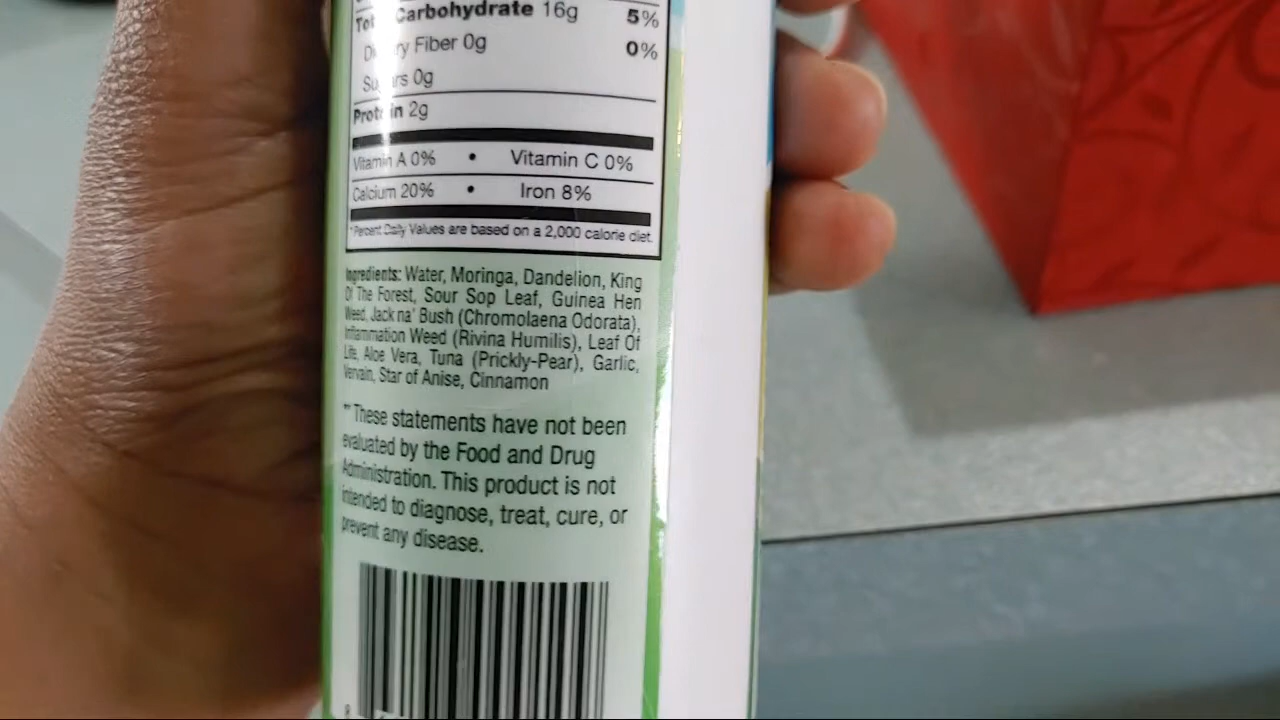 Total Carbohydrate 16g 5%
Dietary Fiber 0g 0%
Sugars 0g
Protein 2g
Vitamin A 0% • Vitamin C 0%
Calcium 20% • Iron 8%
*Percent Daily Values are based on a 2,000 calorie diet.
Ingredients: Water, Moringa, Dandelion, King
Of The Forest, Sour Sop Leaf, Guinea Hen
Weed, Jack na' Bush (Chromolaena Odorata),
Inflammation Weed (Rivina Humilis), Leaf Of
Life, Aloe Vera, Tuna (Prickly-Pear), Garlic,
Vervain, Star of Anise, Cinnamon
**These statements have not been
evaluated by the Food and Drug
Administration. This product is not
intended to diagnose, treat, cure, or
prevent any disease.